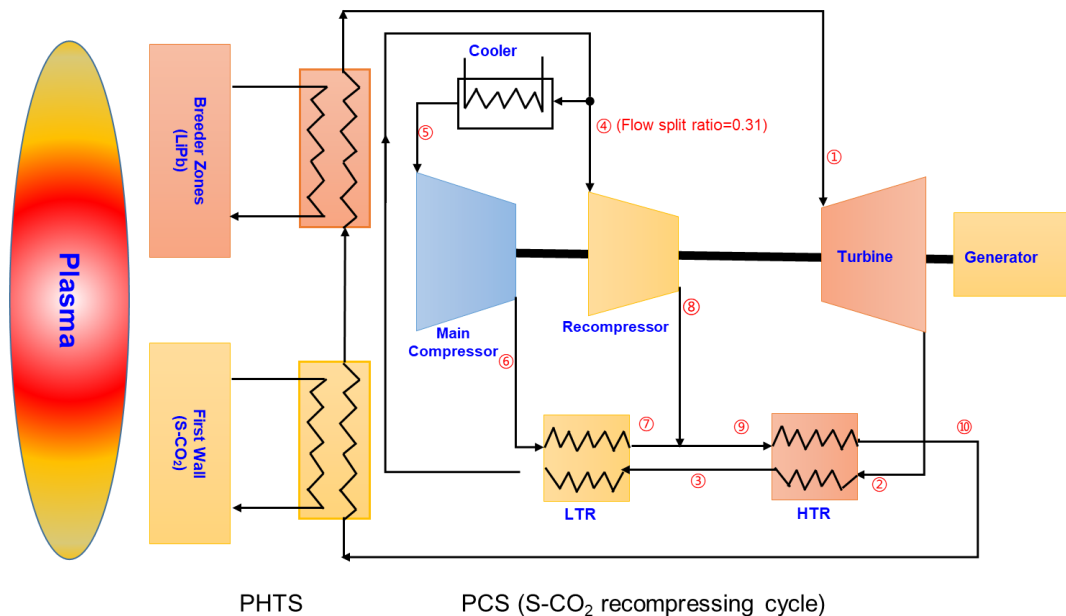 Plasma
Breeder Zones
(LiPb)
First Wall
(S-CO₂)
Cooler
⑤
④ (Flow split ratio=0.31)
①
Turbine
Generator
Main
Compressor
Recompressor
⑥
⑧
⑦
⑨
⑩
③
②
LTR
HTR
PHTS
PCS (S-CO₂ recompressing cycle)